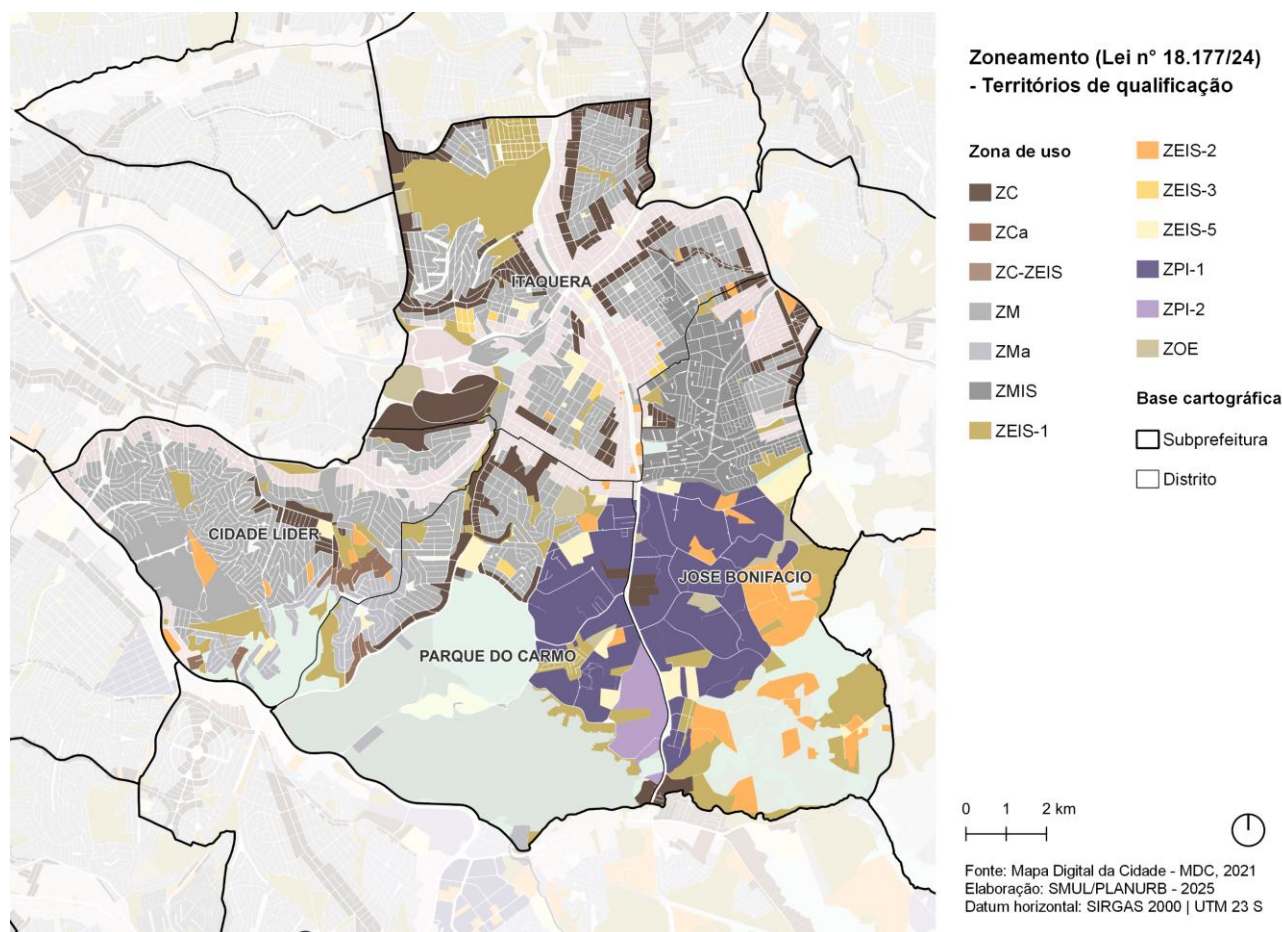 Zoneamento (Lei n° 18.177/24)
- Territórios de qualificação
Zona de uso
ZC
ZCa
ZC-ZEIS
ZM
ZMa
ZMIS
ZEIS-1
ZEIS-2
ZEIS-3
ZEIS-5
ZPI-1
ZPI-2
ZOE
Base cartográfica
Subprefeitura
Distrito
ITAQUERA
CIDADE LÍDER
JOSE BONIFACIO
PARQUE DO CARMO
0 1 2 km
Fonte: Mapa Digital da Cidade - MDC, 2021
Elaboração: SMUL/PLANURB - 2025
Datum horizontal: SIRGAS 2000 | UTM 23 S